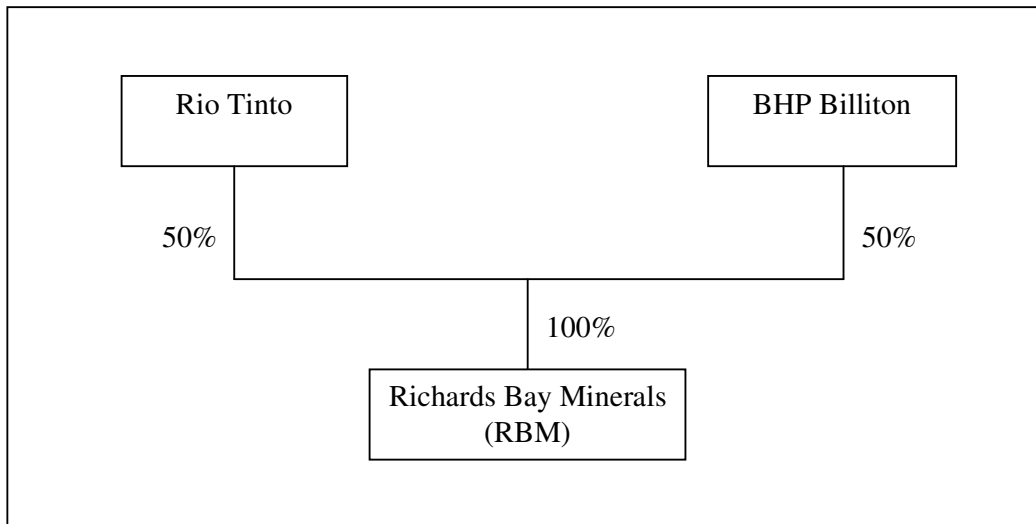 Rio Tinto
BHP Billiton
50%
50%
100%
Richards Bay Minerals
(RBM)